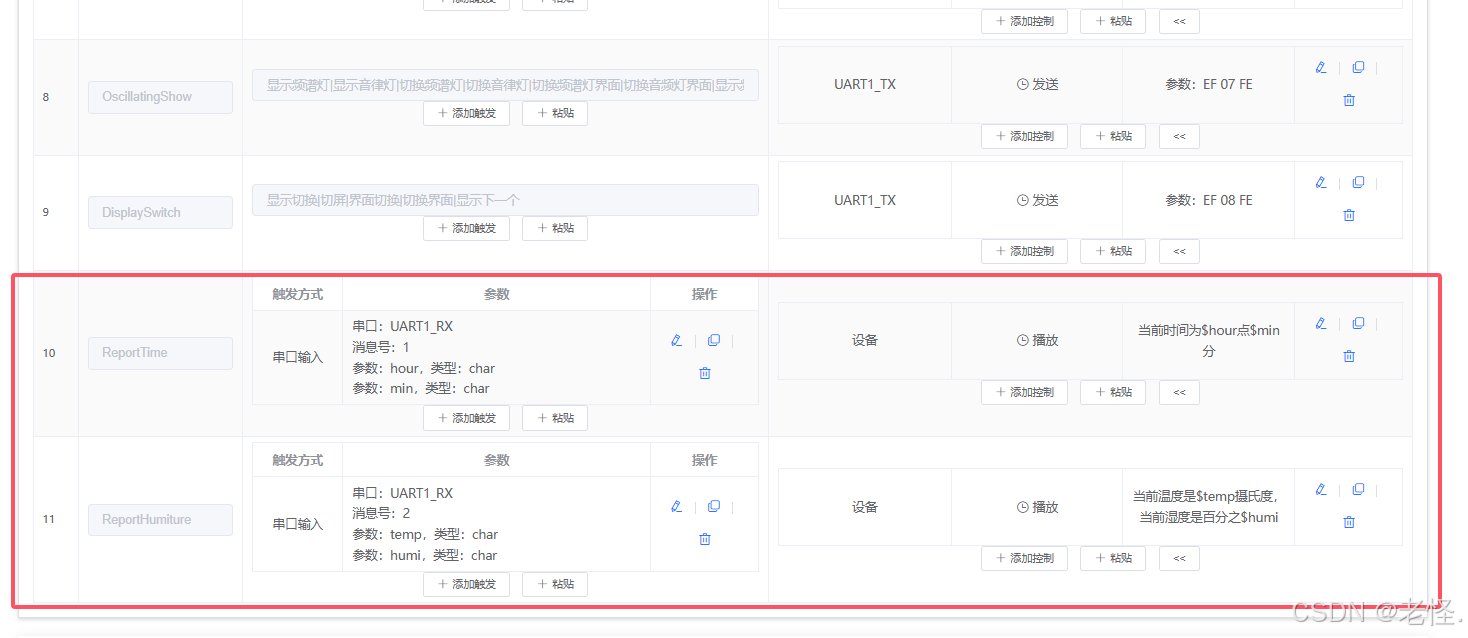 添加触发 粘贴
添加控制 粘贴 <<
8 OscillatingShow 显示频谱灯|显示音律灯|切换频谱灯|切换音律灯|切换频谱灯界面|切换音频灯界面|显示 UART1_TX 发送 参数：EF 07 FE
添加触发 粘贴
添加控制 粘贴 <<
9 DisplaySwitch 显示切换|切屏|界面切换|切换界面|显示下一个 UART1_TX 发送 参数：EF 08 FE
添加触发 粘贴
添加控制 粘贴 <<
触发方式 参数 操作
10 ReportTime 串口输入
串口：UART1_RX
消息号：1
参数：hour，类型：char
参数：min，类型：char
添加触发 粘贴
设备 播放 当前时间为$hour点$min
分
添加控制 粘贴 <<
触发方式 参数 操作
11 ReportHumiture 串口输入
串口：UART1_RX
消息号：2
参数：temp，类型：char
参数：humi，类型：char
添加触发 粘贴
设备 播放 当前温度是$temp摄氏度，
当前湿度是百分之$humi
添加控制 粘贴 <<
CSDN @老怪.